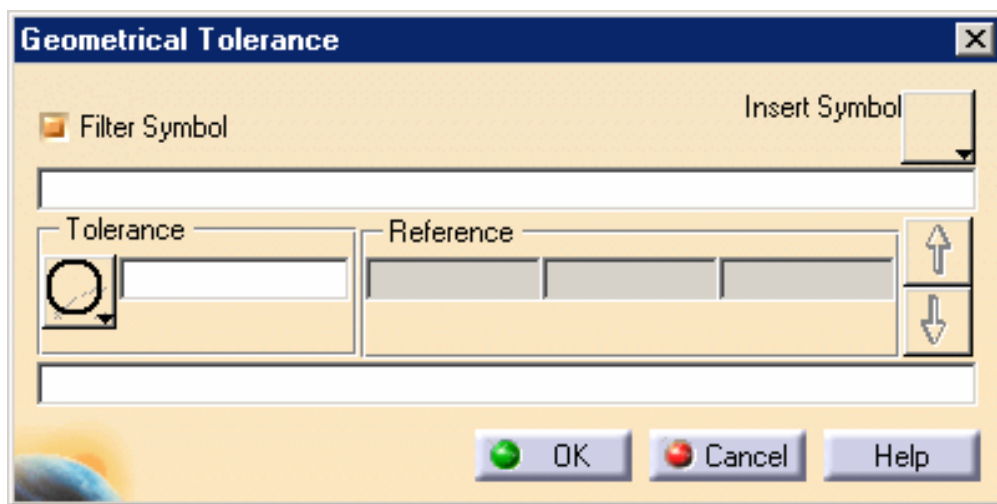 Geometrical Tolerance
Filter Symbol
Insert Symbol
Tolerance
Reference
OK
Cancel
Help